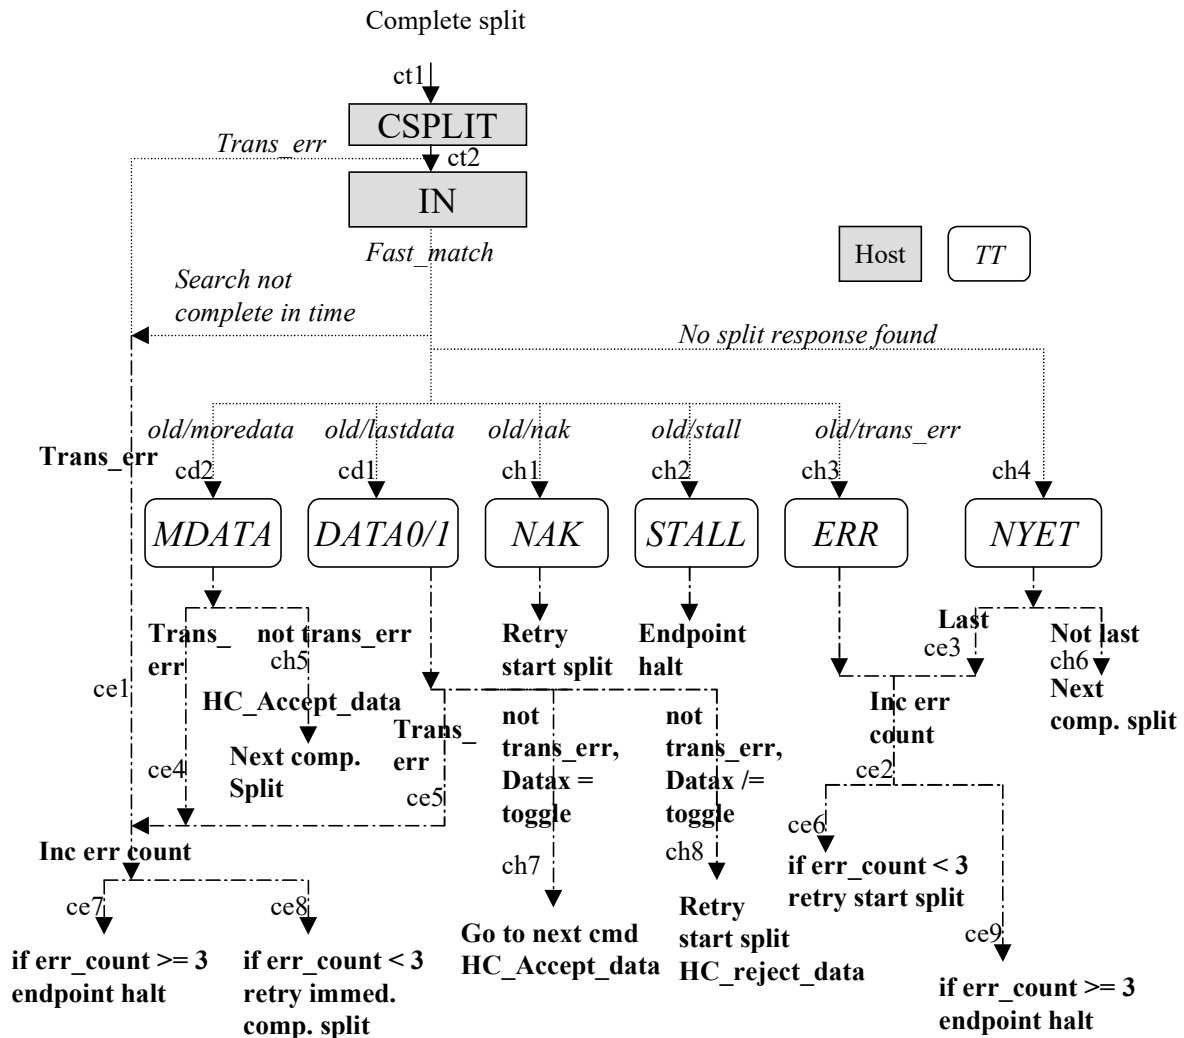 Complete split
ct1
CSPLIT
Trans_err
ct2
IN
Fast_match
Host
TT
Search not
complete in time
No split response found
old/moredata
old/lastdata
old/nak
old/stall
old/trans_err
Trans_err
cd2
cd1
ch1
ch2
ch3
ch4
MDATA
DATA0/1
NAK
STALL
ERR
NYET
Trans_
err
not trans_err
ch5
HC_Accept_data
Next comp.
Split
Retry
start split
Endpoint
halt
Last
ce3
Not last
ch6
Next
comp. split
ce1
ce4
Trans_
err
ce5
not
trans_err,
Datax =
toggle
ch7
not
trans_err,
Datax /=
toggle
ch8
Inc err
count
ce2
ce6
if err_count < 3
retry start split
Inc err count
ce7
ce8
Go to next cmd
HC_Accept_data
Retry
start split
HC_reject_data
ce9
if err_count >= 3
endpoint halt
if err_count < 3
retry immed.
comp. split
if err_count >= 3
endpoint halt